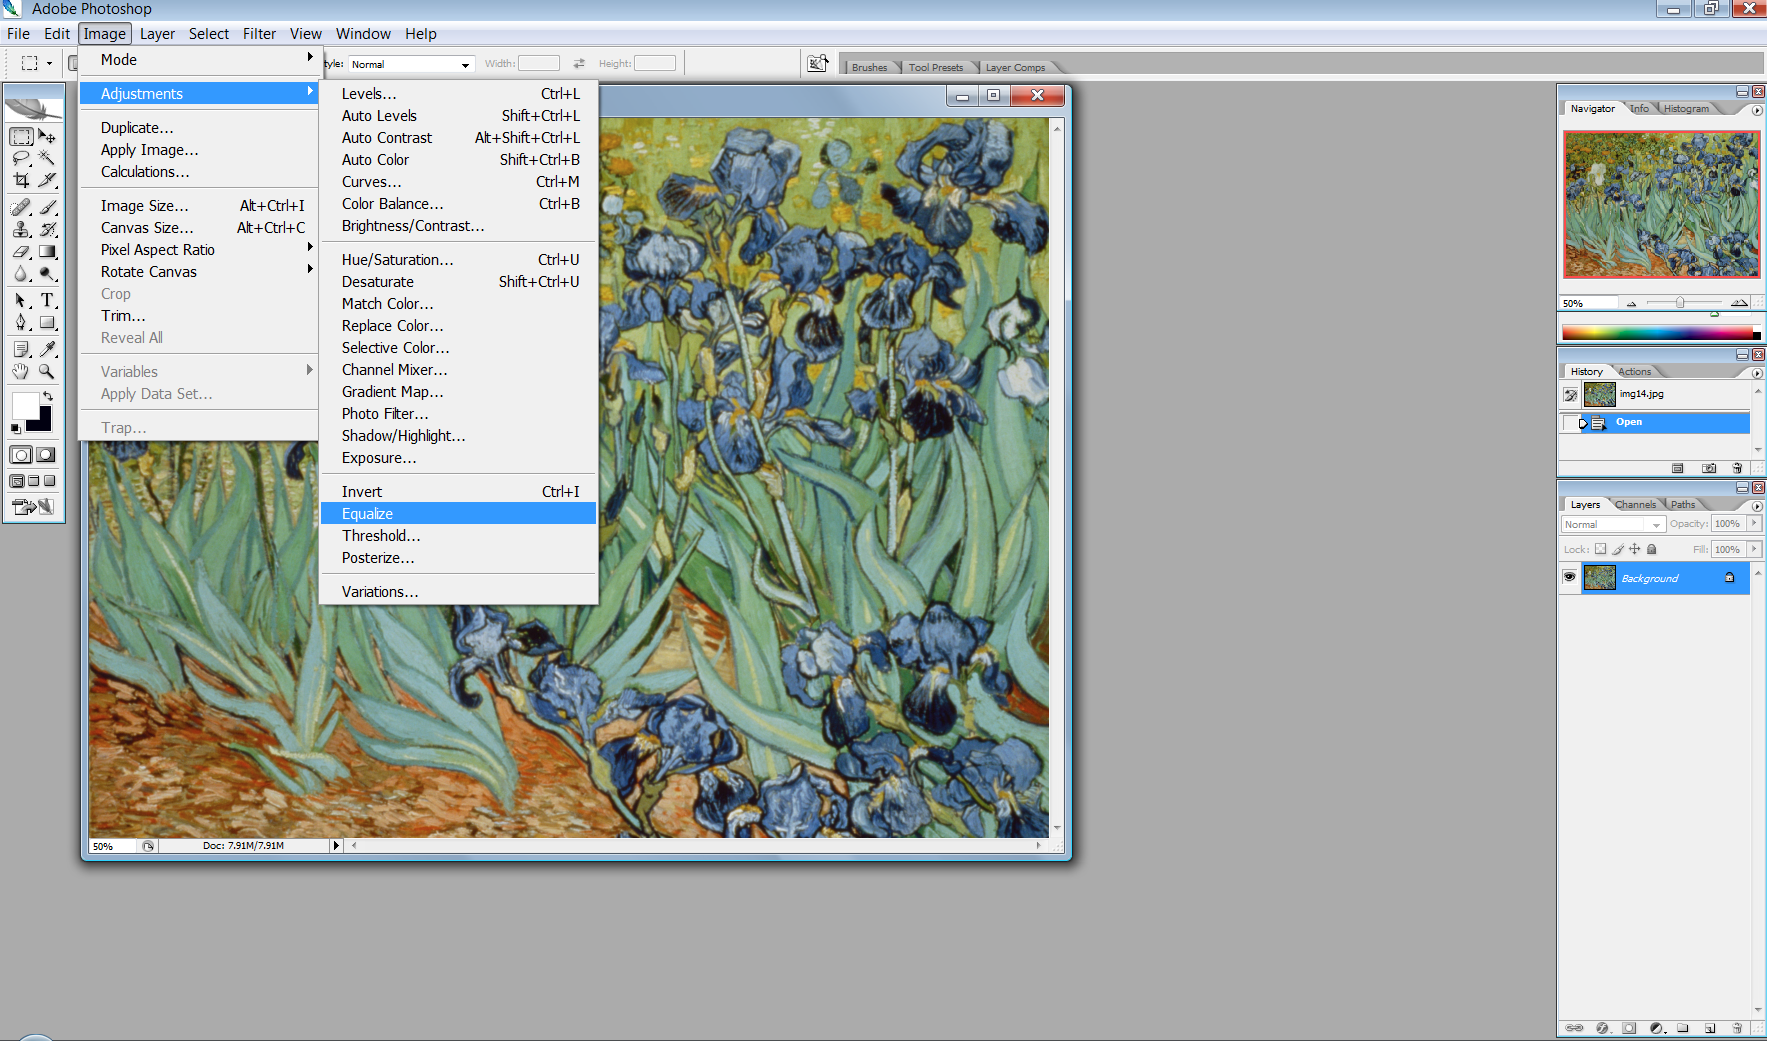 Adobe Photoshop
File Edit Image Layer Select Filter View Window Help
tyle: Normal Width: Height: Brushes Tool Presets Layer Comps
Mode
Adjustments
Duplicate...
Apply Image...
Calculations...
Image Size... Alt+Ctrl+I
Canvas Size... Alt+Ctrl+C
Pixel Aspect Ratio
Rotate Canvas
Crop
Trim...
Reveal All
Variables
Apply Data Set...
Trap...
Levels... Ctrl+L
Auto Levels Shift+Ctrl+L
Auto Contrast Alt+Shift+Ctrl+L
Auto Color Shift+Ctrl+B
Curves... Ctrl+M
Color Balance... Ctrl+B
Brightness/Contrast...
Hue/Saturation... Ctrl+U
Desaturate Shift+Ctrl+U
Match Color...
Replace Color...
Selective Color...
Channel Mixer...
Gradient Map...
Photo Filter...
Shadow/Highlight...
Exposure...
Invert Ctrl+I
Equalize
Threshold...
Posterize...
Variations...
50% Doc: 7.91M/7.91M
Navigator Info Histogram
50%
History Actions
img14.jpg
Open
Layers Channels Paths
Normal Opacity: 100%
Lock: Fill: 100%
Background